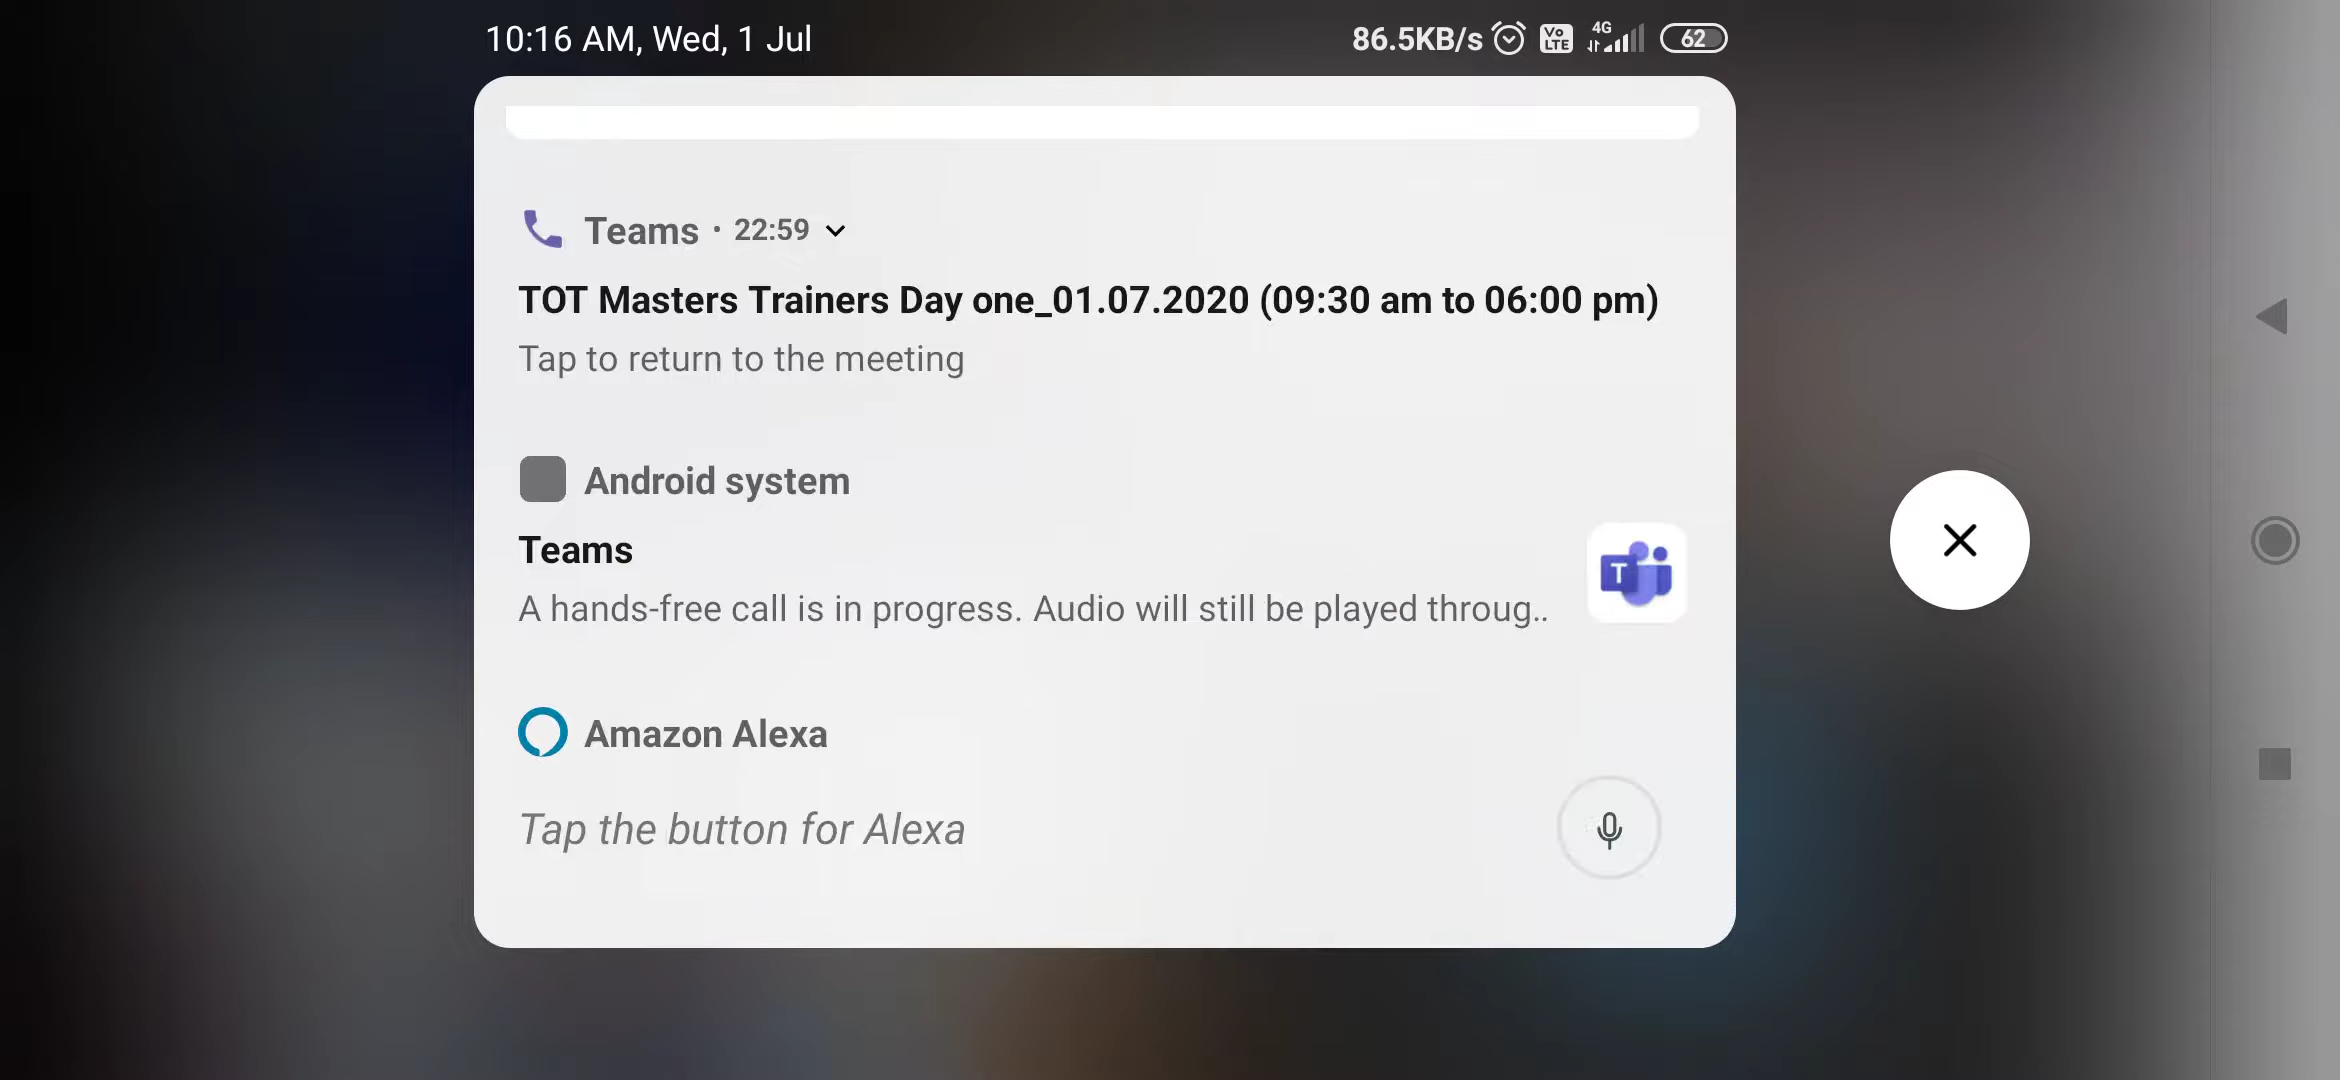 10:16 AM, Wed, 1 Jul 86.5KB/s Vo LTE 4G 62
Teams • 22:59
TOT Masters Trainers Day one_01.07.2020 (09:30 am to 06:00 pm)
Tap to return to the meeting
Android system
Teams
T
A hands-free call is in progress. Audio will still be played throug..
Amazon Alexa
Tap the button for Alexa